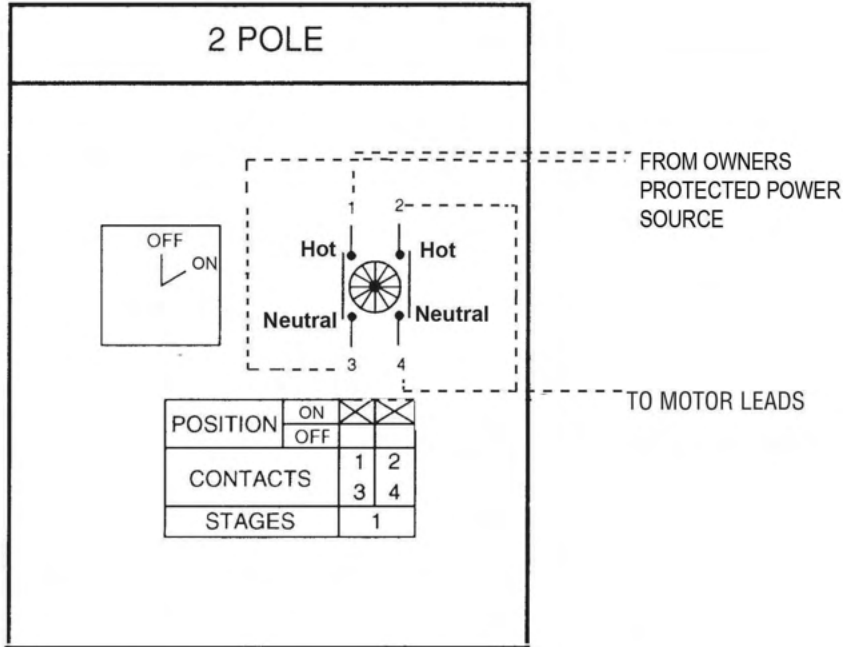 2 POLE
FROM OWNERS
PROTECTED POWER
SOURCE
1 2
OFF
ON
Hot Hot
Neutral Neutral
3 4
TO MOTOR LEADS
POSITION ON
OFF
CONTACTS 1 2
3 4
STAGES 1